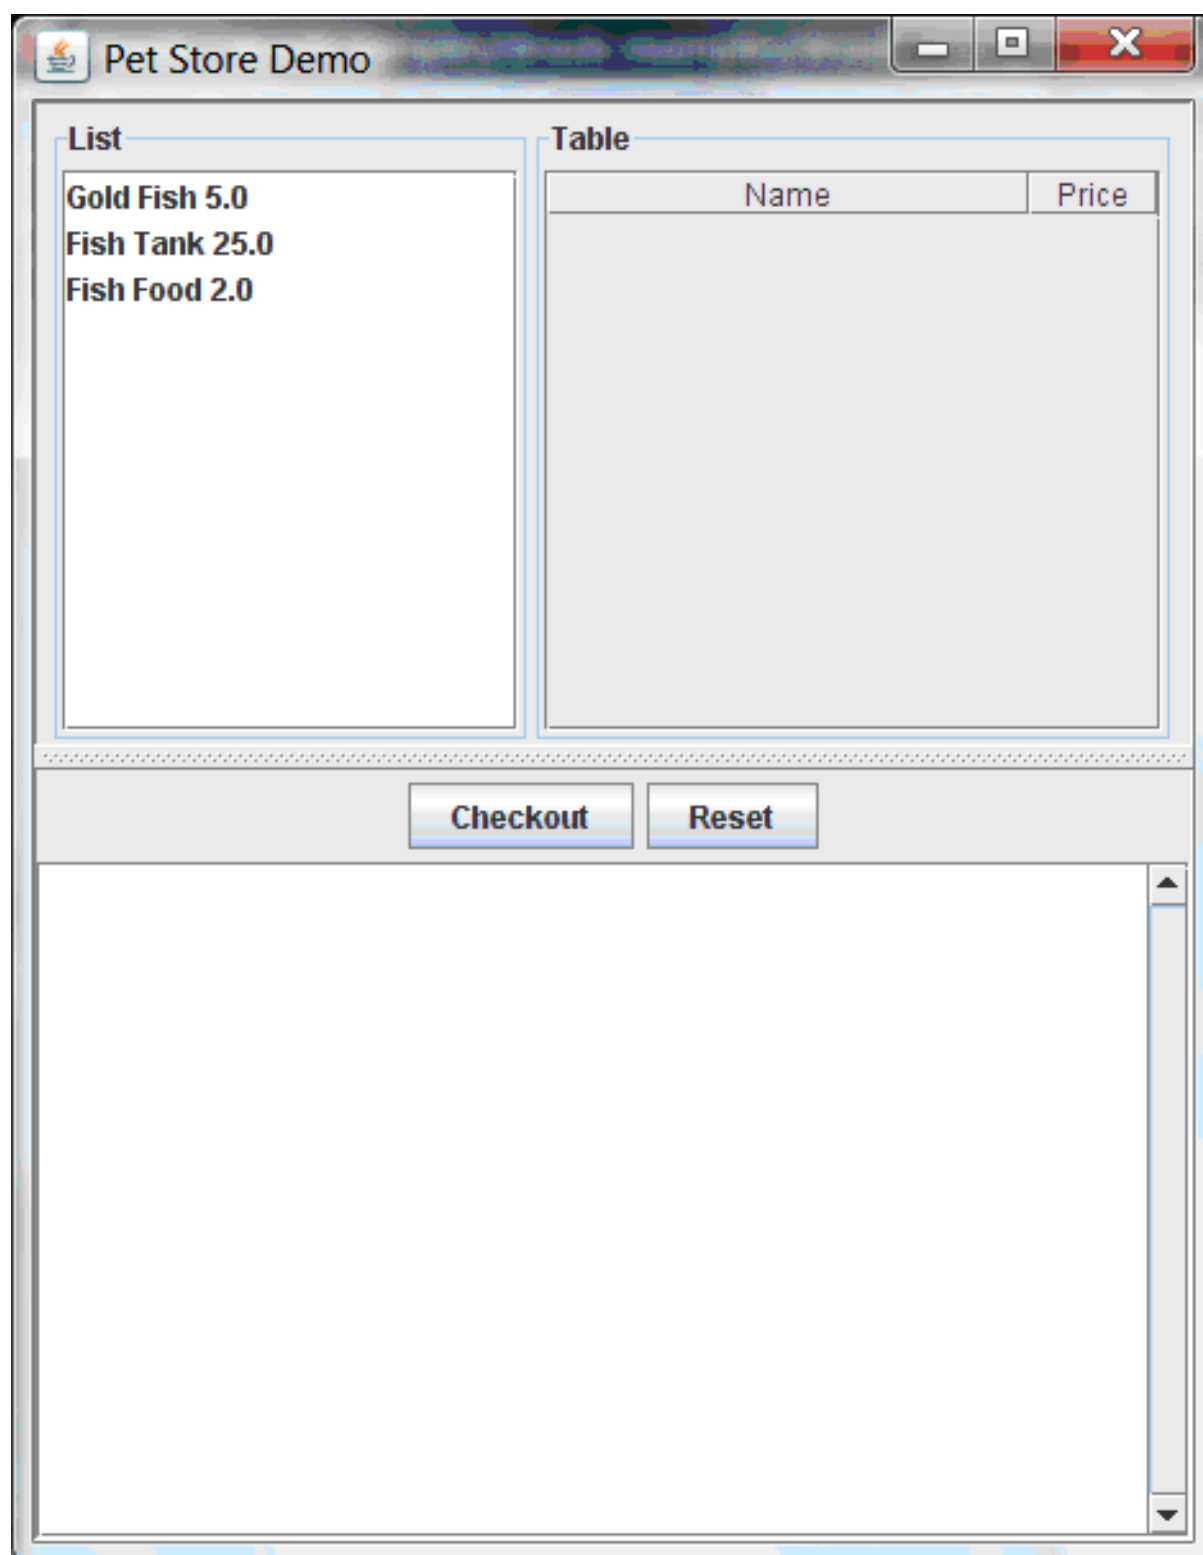 Pet Store Demo
List
Gold Fish 5.0
Fish Tank 25.0
Fish Food 2.0
Table
Name Price
Checkout Reset